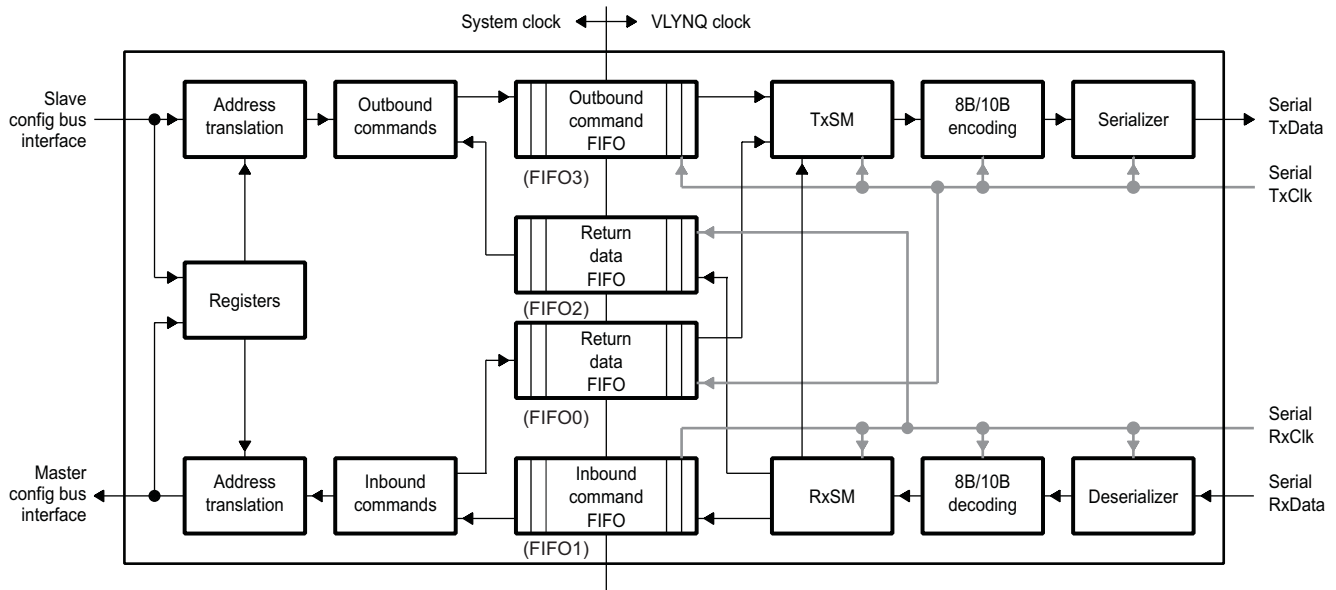 System clock
VLYNQ clock
Slave
config bus
interface
Address
translation
Outbound
commands
Outbound
command
FIFO
(FIFO3)
TxSM
8B/10B
encoding
Serializer
Serial
TxData
Serial
TxClk
Registers
Return
data
FIFO
(FIFO2)
Return
data
FIFO
(FIFO0)
Master
config bus
interface
Address
translation
Inbound
commands
Inbound
command
FIFO
(FIFO1)
RxSM
8B/10B
decoding
Deserializer
Serial
RxClk
Serial
RxData